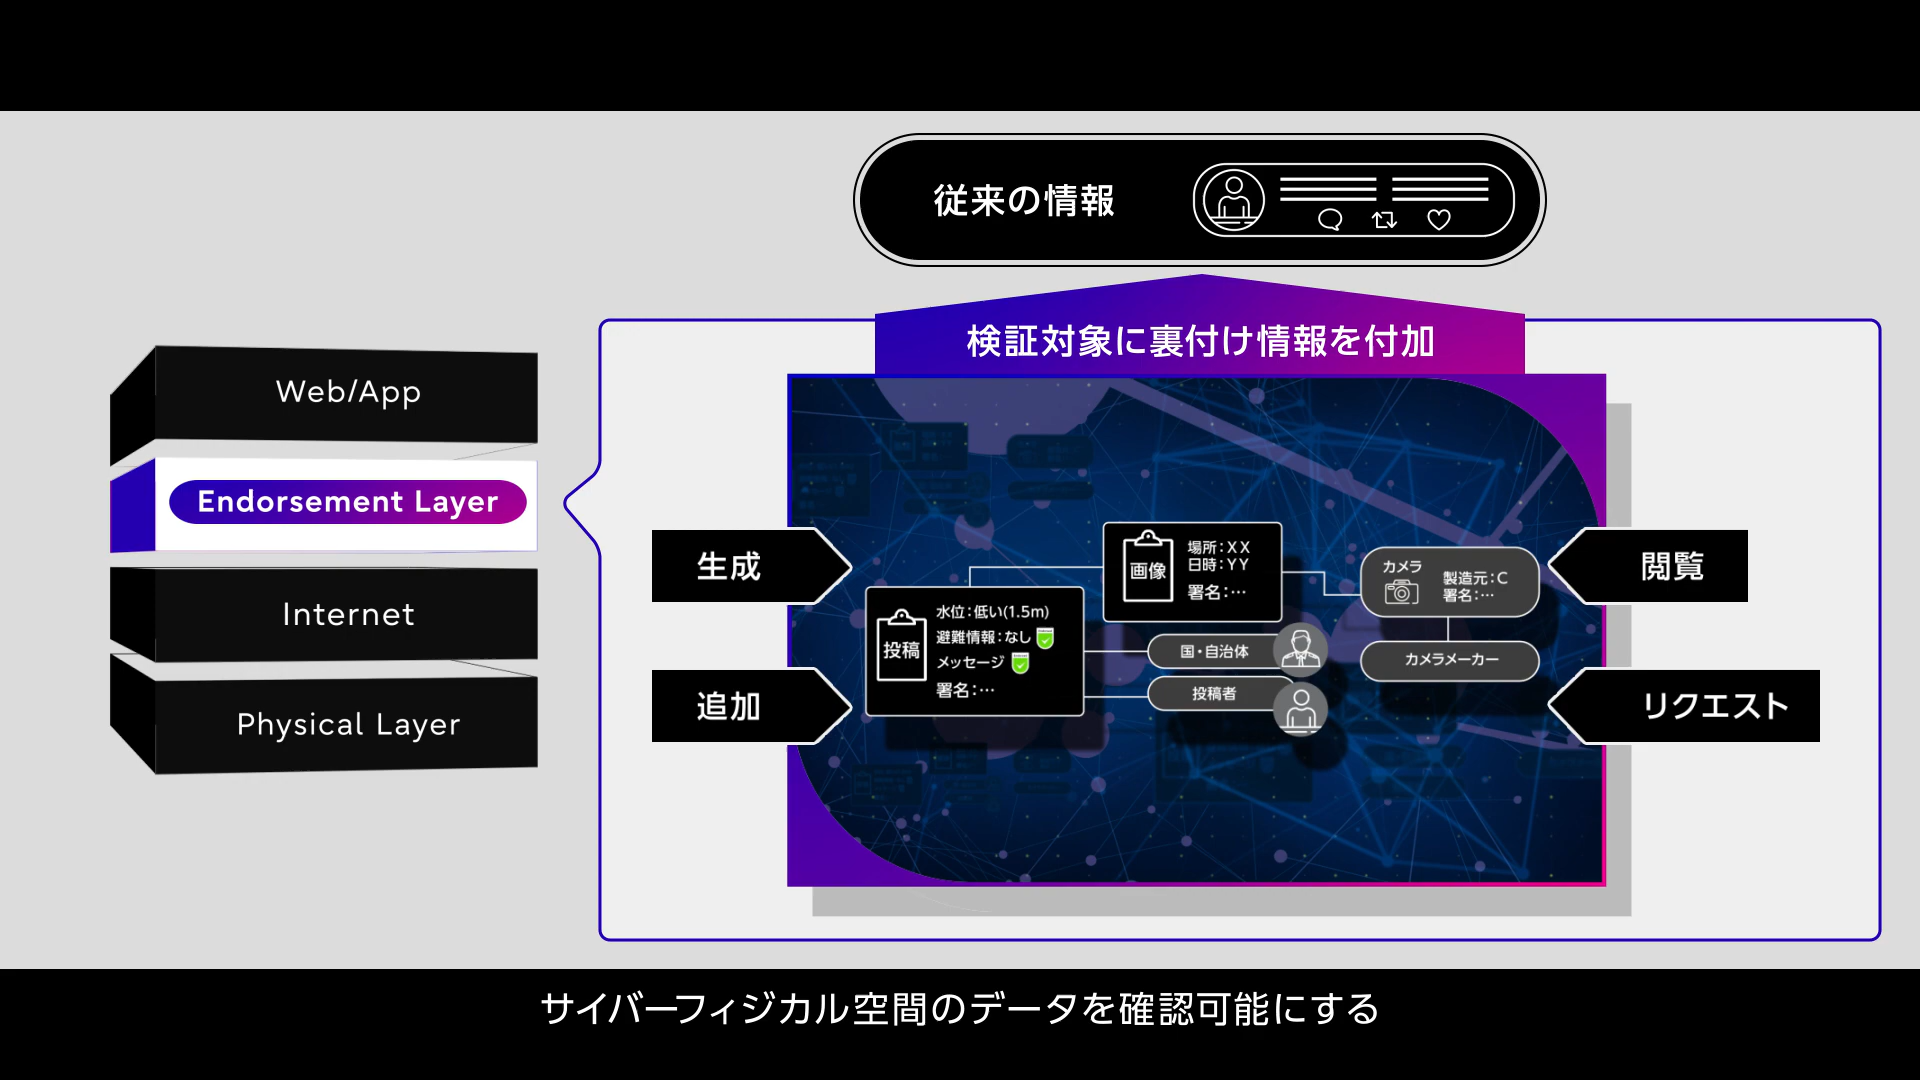 従来の情報
検証対象に裏付け情報を付加
Web/App
Endorsement Layer
Internet
Physical Layer
生成
追加
閲覧
リクエスト
画像
場所:XX
日時:YY
署名:…
投稿
水位:低い(1.5m)
避難情報:なし
メッセージ
署名:…
国・自治体
投稿者
カメラ
製造元:C
署名:…
カメラメーカー
サイバーフィジカル空間のデータを確認可能にする